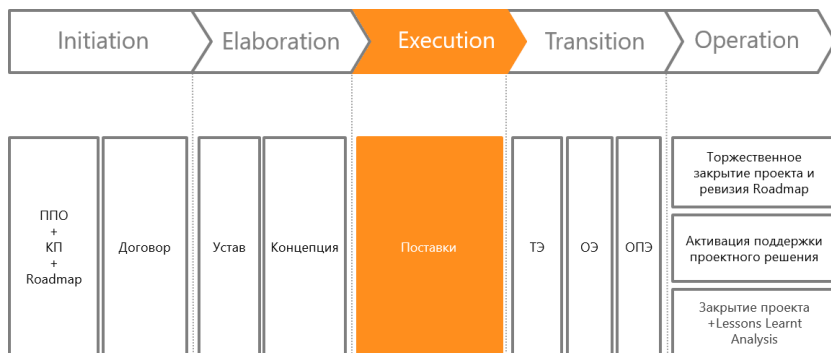 Initiation
Elaboration
Execution
Transition
Operation
ППО
+
КП
+
Roadmap
Договор
Устав
Концепция
Поставки
ТЭ
ОЭ
ОПЭ
Торжественное
закрытие проекта и
ревизия Roadmap
Активация поддержки
проектного решения
Закрытие проекта
+Lessons Learnt
Analysis